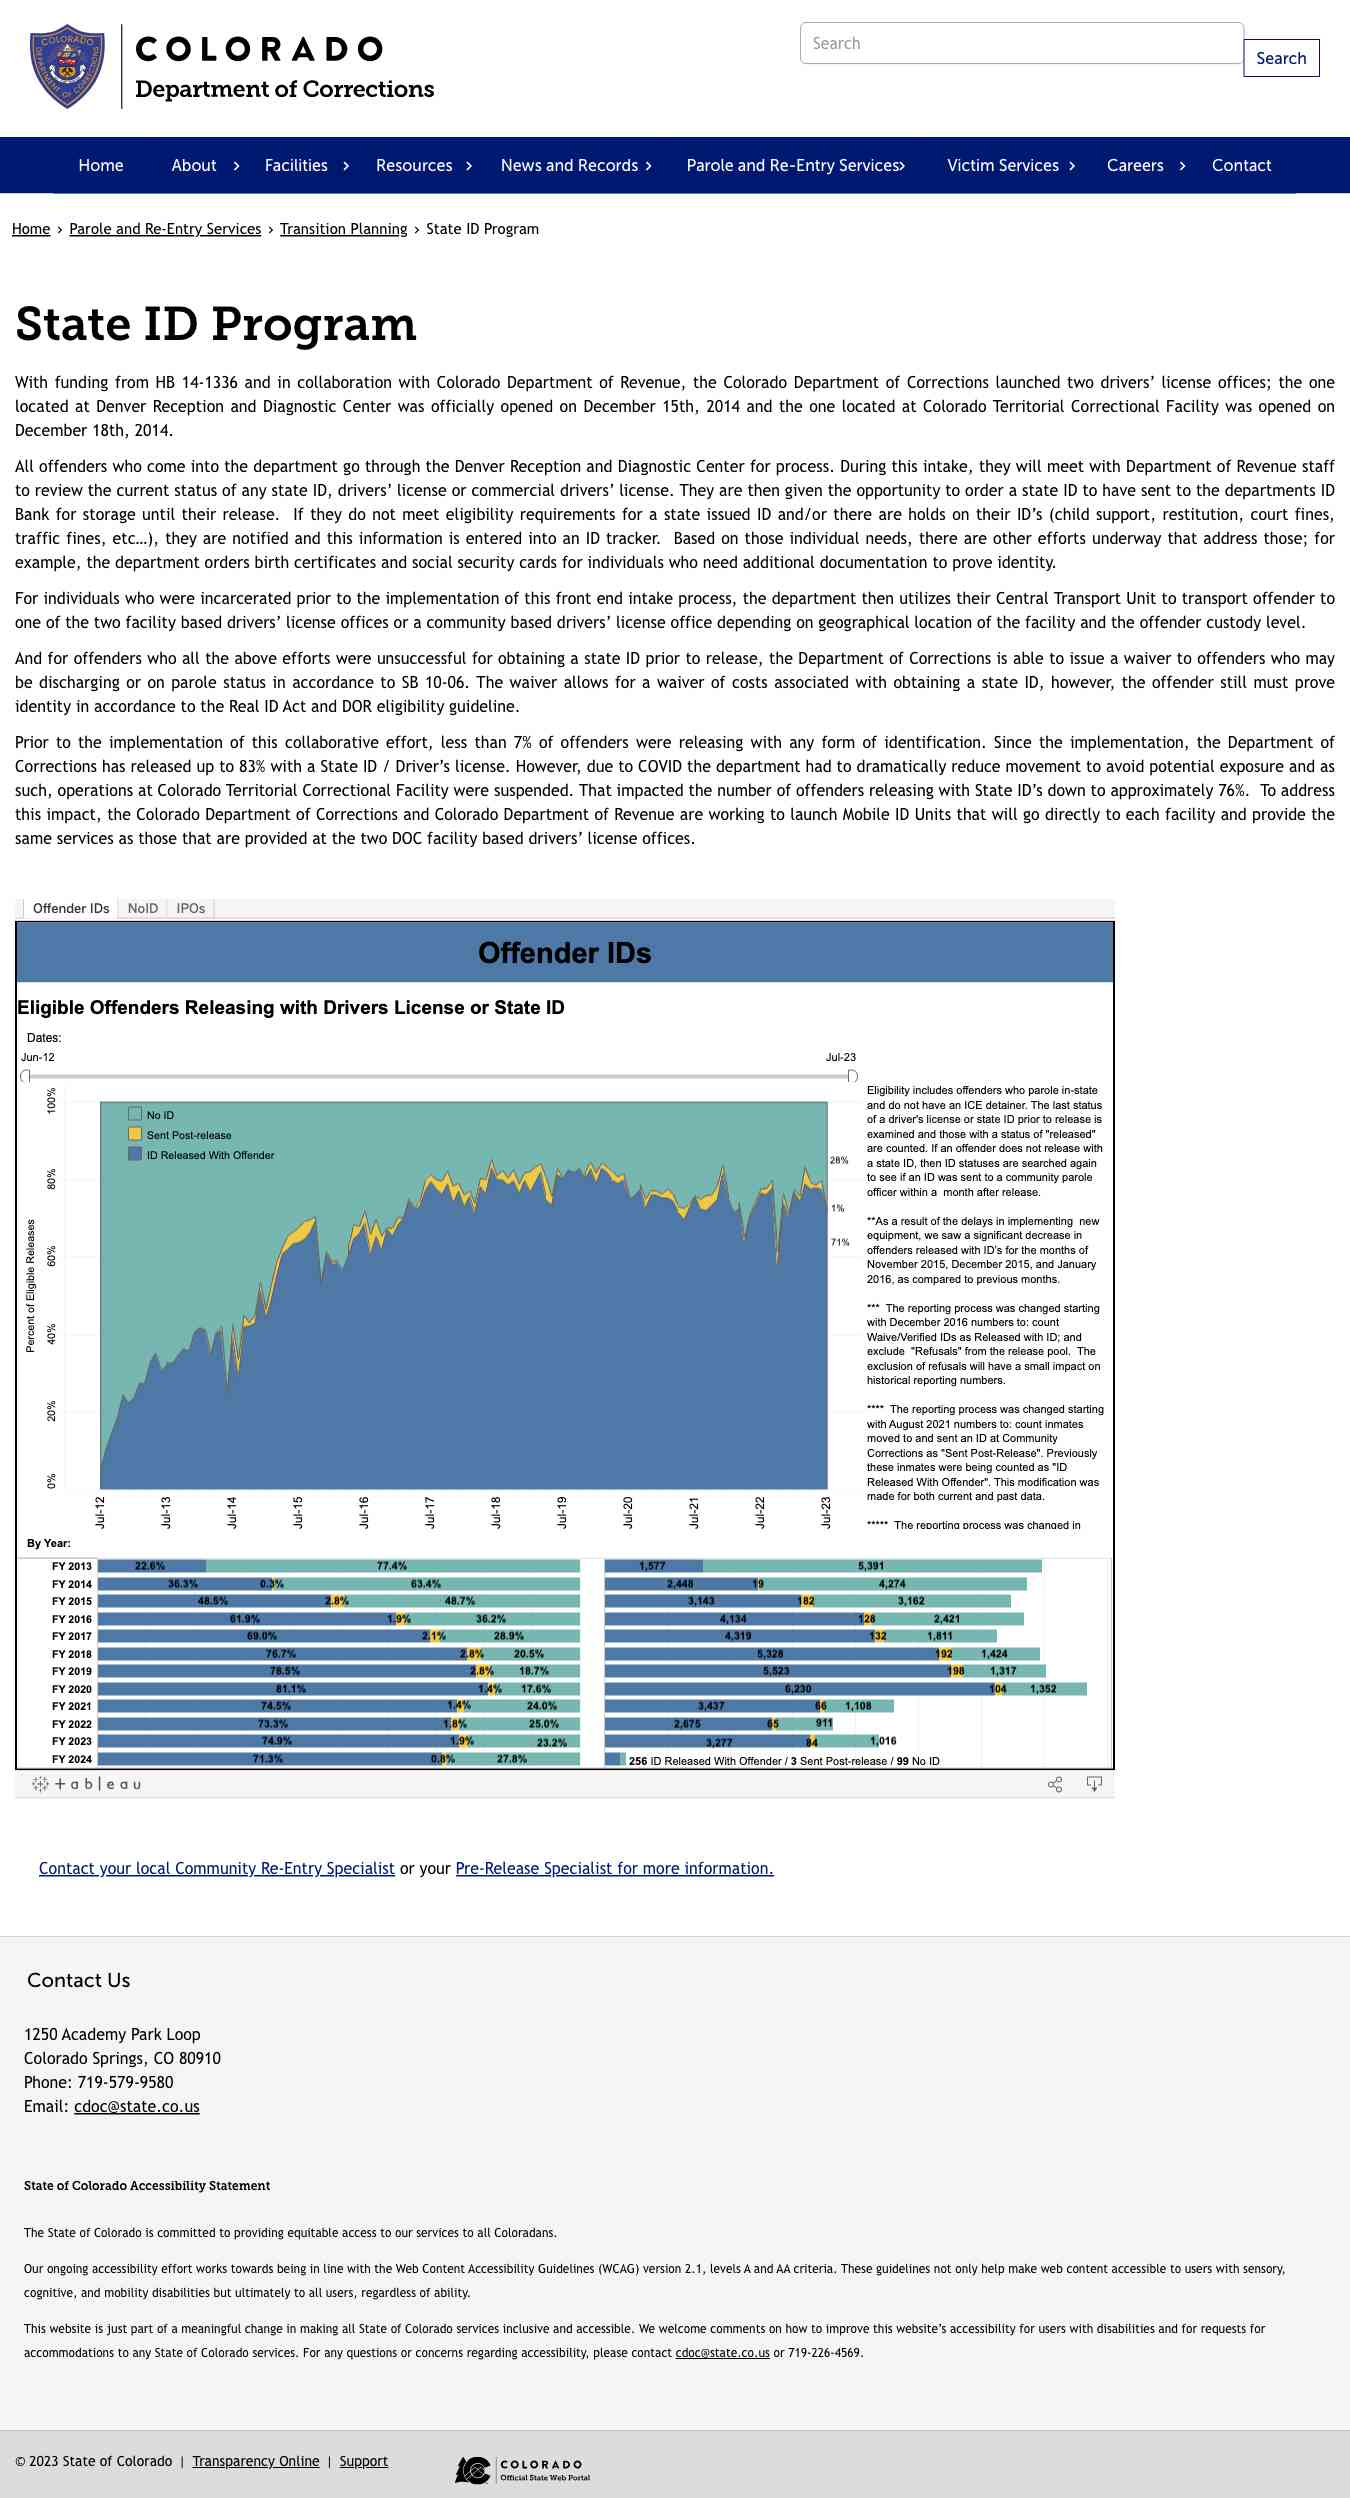 COLORADO
Department of Corrections
Search
Search
Home About Facilities Resources News and Records Parole and Re-Entry Services Victim Services Careers Contact
Home › Parole and Re-Entry Services › Transition Planning › State ID Program
State ID Program
With funding from HB 14-1336 and in collaboration with Colorado Department of Revenue, the Colorado Department of Corrections launched two drivers’ license offices; the one
located at Denver Reception and Diagnostic Center was officially opened on December 15th, 2014 and the one located at Colorado Territorial Correctional Facility was opened on
December 18th, 2014.
All offenders who come into the department go through the Denver Reception and Diagnostic Center for process. During this intake, they will meet with Department of Revenue staff
to review the current status of any state ID, drivers’ license or commercial drivers’ license. They are then given the opportunity to order a state ID to have sent to the departments ID
Bank for storage until their release. If they do not meet eligibility requirements for a state issued ID and/or there are holds on their ID’s (child support, restitution, court fines,
traffic fines, etc…), they are notified and this information is entered into an ID tracker. Based on those individual needs, there are other efforts underway that address those; for
example, the department orders birth certificates and social security cards for individuals who need additional documentation to prove identity.
For individuals who were incarcerated prior to the implementation of this front end intake process, the department then utilizes their Central Transport Unit to transport offender to
one of the two facility based drivers’ license offices or a community based drivers’ license office depending on geographical location of the facility and the offender custody level.
And for offenders who all the above efforts were unsuccessful for obtaining a state ID prior to release, the Department of Corrections is able to issue a waiver to offenders who may
be discharging or on parole status in accordance to SB 10-06. The waiver allows for a waiver of costs associated with obtaining a state ID, however, the offender still must prove
identity in accordance to the Real ID Act and DOR eligibility guideline.
Prior to the implementation of this collaborative effort, less than 7% of offenders were releasing with any form of identification. Since the implementation, the Department of
Corrections has released up to 83% with a State ID / Driver’s license. However, due to COVID the department had to dramatically reduce movement to avoid potential exposure and as
such, operations at Colorado Territorial Correctional Facility were suspended. That impacted the number of offenders releasing with State ID’s down to approximately 76%. To address
this impact, the Colorado Department of Corrections and Colorado Department of Revenue are working to launch Mobile ID Units that will go directly to each facility and provide the
same services as those that are provided at the two DOC facility based drivers’ license offices.
Offender IDs NoID IPOs
Offender IDs
Eligible Offenders Releasing with Drivers License or State ID
Dates:
Jun-12 Jul-23
100%
80%
60%
40%
20%
0%
Percent of Eligible Releases
No ID
Sent Post-release
ID Released With Offender
28%
1%
71%
Jul-12 Jul-13 Jul-14 Jul-15 Jul-16 Jul-17 Jul-18 Jul-19 Jul-20 Jul-21 Jul-22 Jul-23
Eligibility includes offenders who parole in-state
and do not have an ICE detainer. The last status
of a driver's license or state ID prior to release is
examined and those with a status of "released"
are counted. If an offender does not release with
a state ID, then ID statuses are searched again
to see if an ID was sent to a community parole
officer within a month after release.
**As a result of the delays in implementing new
equipment, we saw a significant decrease in
offenders released with ID's for the months of
November 2015, December 2015, and January
2016, as compared to previous months.
*** The reporting process was changed starting
with December 2016 numbers to: count
Waive/Verified IDs as Released with ID; and
exclude "Refusals" from the release pool. The
exclusion of refusals will have a small impact on
historical reporting numbers.
**** The reporting process was changed starting
with August 2021 numbers to: count inmates
moved to and sent an ID at Community
Corrections as "Sent Post-Release". Previously
these inmates were being counted as "ID
Released With Offender". This modification was
made for both current and past data.
***** The reporting process was changed in
By Year:
FY 2013 22.6% 77.4% 1,577 5,391
FY 2014 36.3% 0.3% 63.4% 2,448 19 4,274
FY 2015 48.5% 2.8% 48.7% 3,143 182 3,162
FY 2016 61.9% 1.9% 36.2% 4,134 128 2,421
FY 2017 69.0% 2.1% 28.9% 4,319 132 1,811
FY 2018 76.7% 2.8% 20.5% 5,328 192 1,424
FY 2019 78.5% 2.8% 18.7% 5,523 198 1,317
FY 2020 81.1% 1.4% 17.6% 6,230 104 1,352
FY 2021 74.5% 1.4% 24.0% 3,437 66 1,108
FY 2022 73.3% 1.8% 25.0% 2,675 65 911
FY 2023 74.9% 1.9% 23.2% 3,277 84 1,016
FY 2024 71.3% 0.8% 27.8% 256 ID Released With Offender / 3 Sent Post-release / 99 No ID
+ableau
Contact your local Community Re-Entry Specialist or your Pre-Release Specialist for more information.
Contact Us
1250 Academy Park Loop
Colorado Springs, CO 80910
Phone: 719-579-9580
Email: cdoc@state.co.us
State of Colorado Accessibility Statement
The State of Colorado is committed to providing equitable access to our services to all Coloradans.
Our ongoing accessibility effort works towards being in line with the Web Content Accessibility Guidelines (WCAG) version 2.1, levels A and AA criteria. These guidelines not only help make web content accessible to users with sensory,
cognitive, and mobility disabilities but ultimately to all users, regardless of ability.
This website is just part of a meaningful change in making all State of Colorado services inclusive and accessible. We welcome comments on how to improve this website’s accessibility for users with disabilities and for requests for
accommodations to any State of Colorado services. For any questions or concerns regarding accessibility, please contact cdoc@state.co.us or 719-226-4569.
© 2023 State of Colorado | Transparency Online | Support
COLORADO
Official State Web Portal